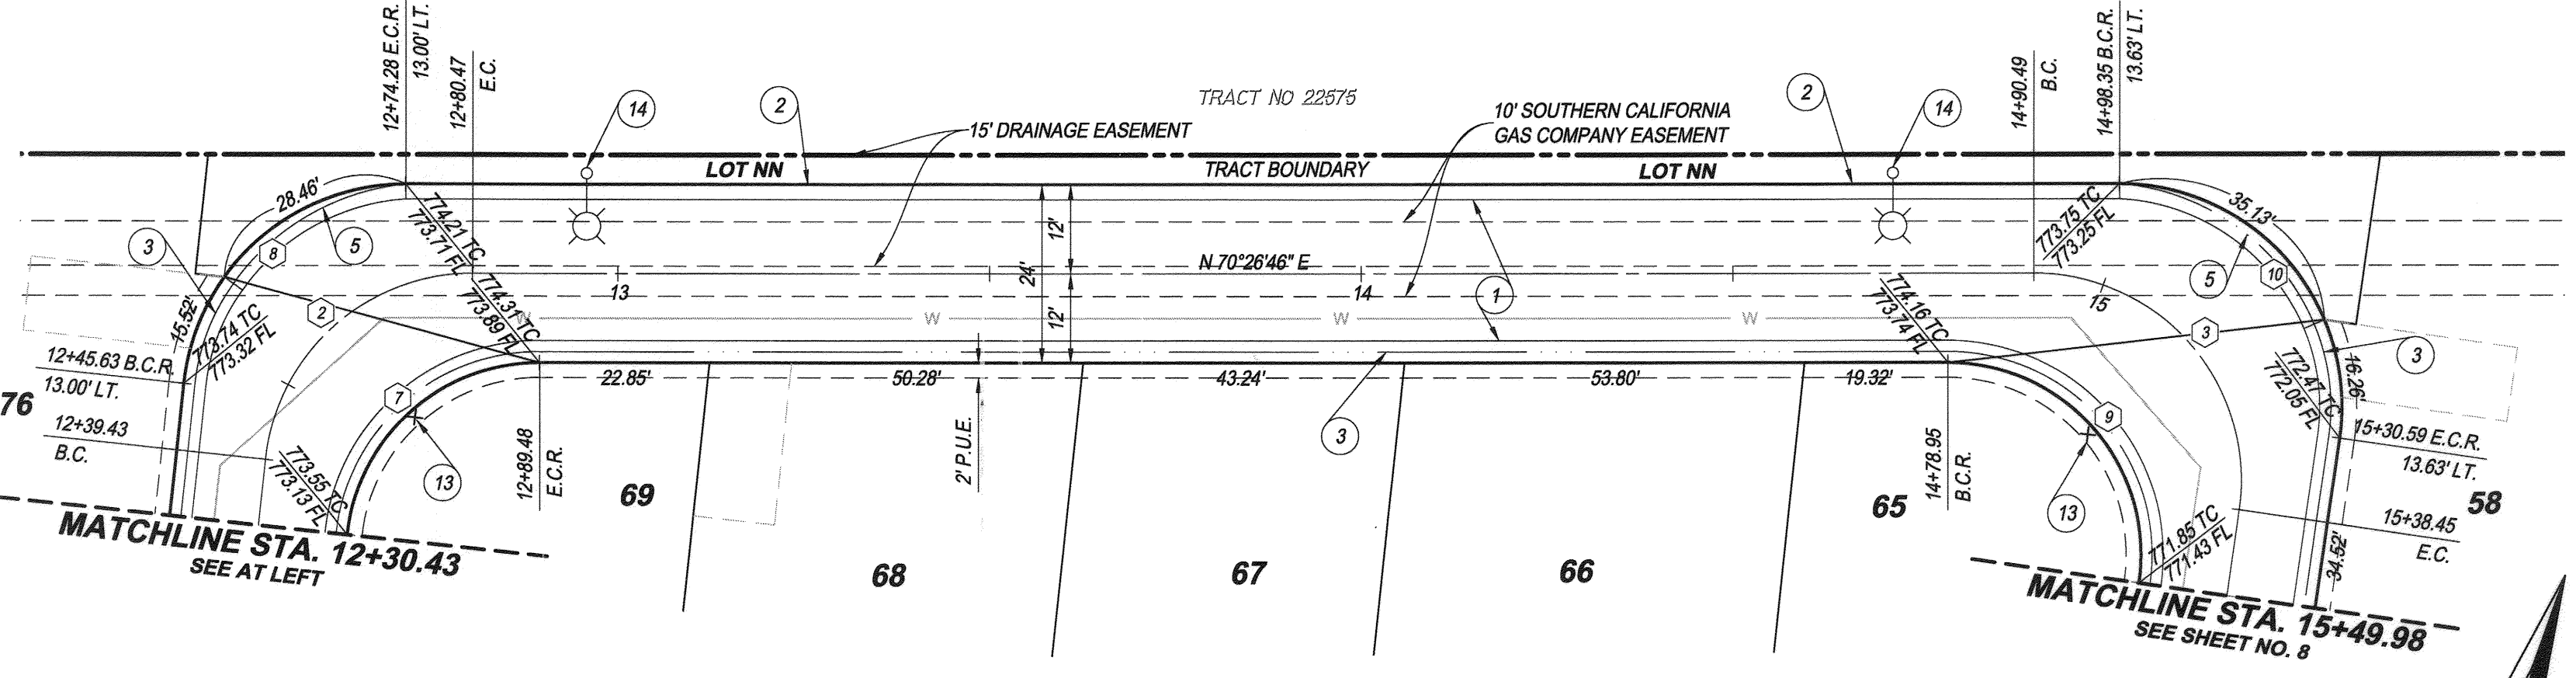 12+74.28 E.C.R.
13.00' LT.
12+80.47
E.C.
14
2
TRACT NO 22575
15' DRAINAGE EASEMENT
10' SOUTHERN CALIFORNIA
GAS COMPANY EASEMENT
2
14
14+90.49
B.C.
14+98.35 B.C.R.
13.63' LT.
LOT NN
TRACT BOUNDARY
LOT NN
28.46'
774.21 TC
773.71 FL
12'
24'
12'
773.75 TC
773.25 FL
35.13'
3
8
5
N 70°26'46" E
13
14
1
15
5
10
2
774.31 TC
773.89 FL
W
W
W
W
774.16 TC
773.74 FL
3
3
15.52'
773.74 TC
773.32 FL
12+45.63 B.C.R.
13.00' LT.
76
12+39.43
B.C.
7
13
22.85'
50.28'
43.24'
53.80'
19.32'
772.47 TC
772.05 FL
16.26'
15+30.59 E.C.R.
13.63' LT.
9
13
12+89.48
E.C.R.
2' P.U.E.
3
14+78.95
B.C.R.
773.55 TC
773.13 FL
69
68
67
66
65
58
15+38.45
E.C.
34.52'
771.85 TC
771.43 FL
MATCHLINE STA. 12+30.43
SEE AT LEFT
MATCHLINE STA. 15+49.98
SEE SHEET NO. 8